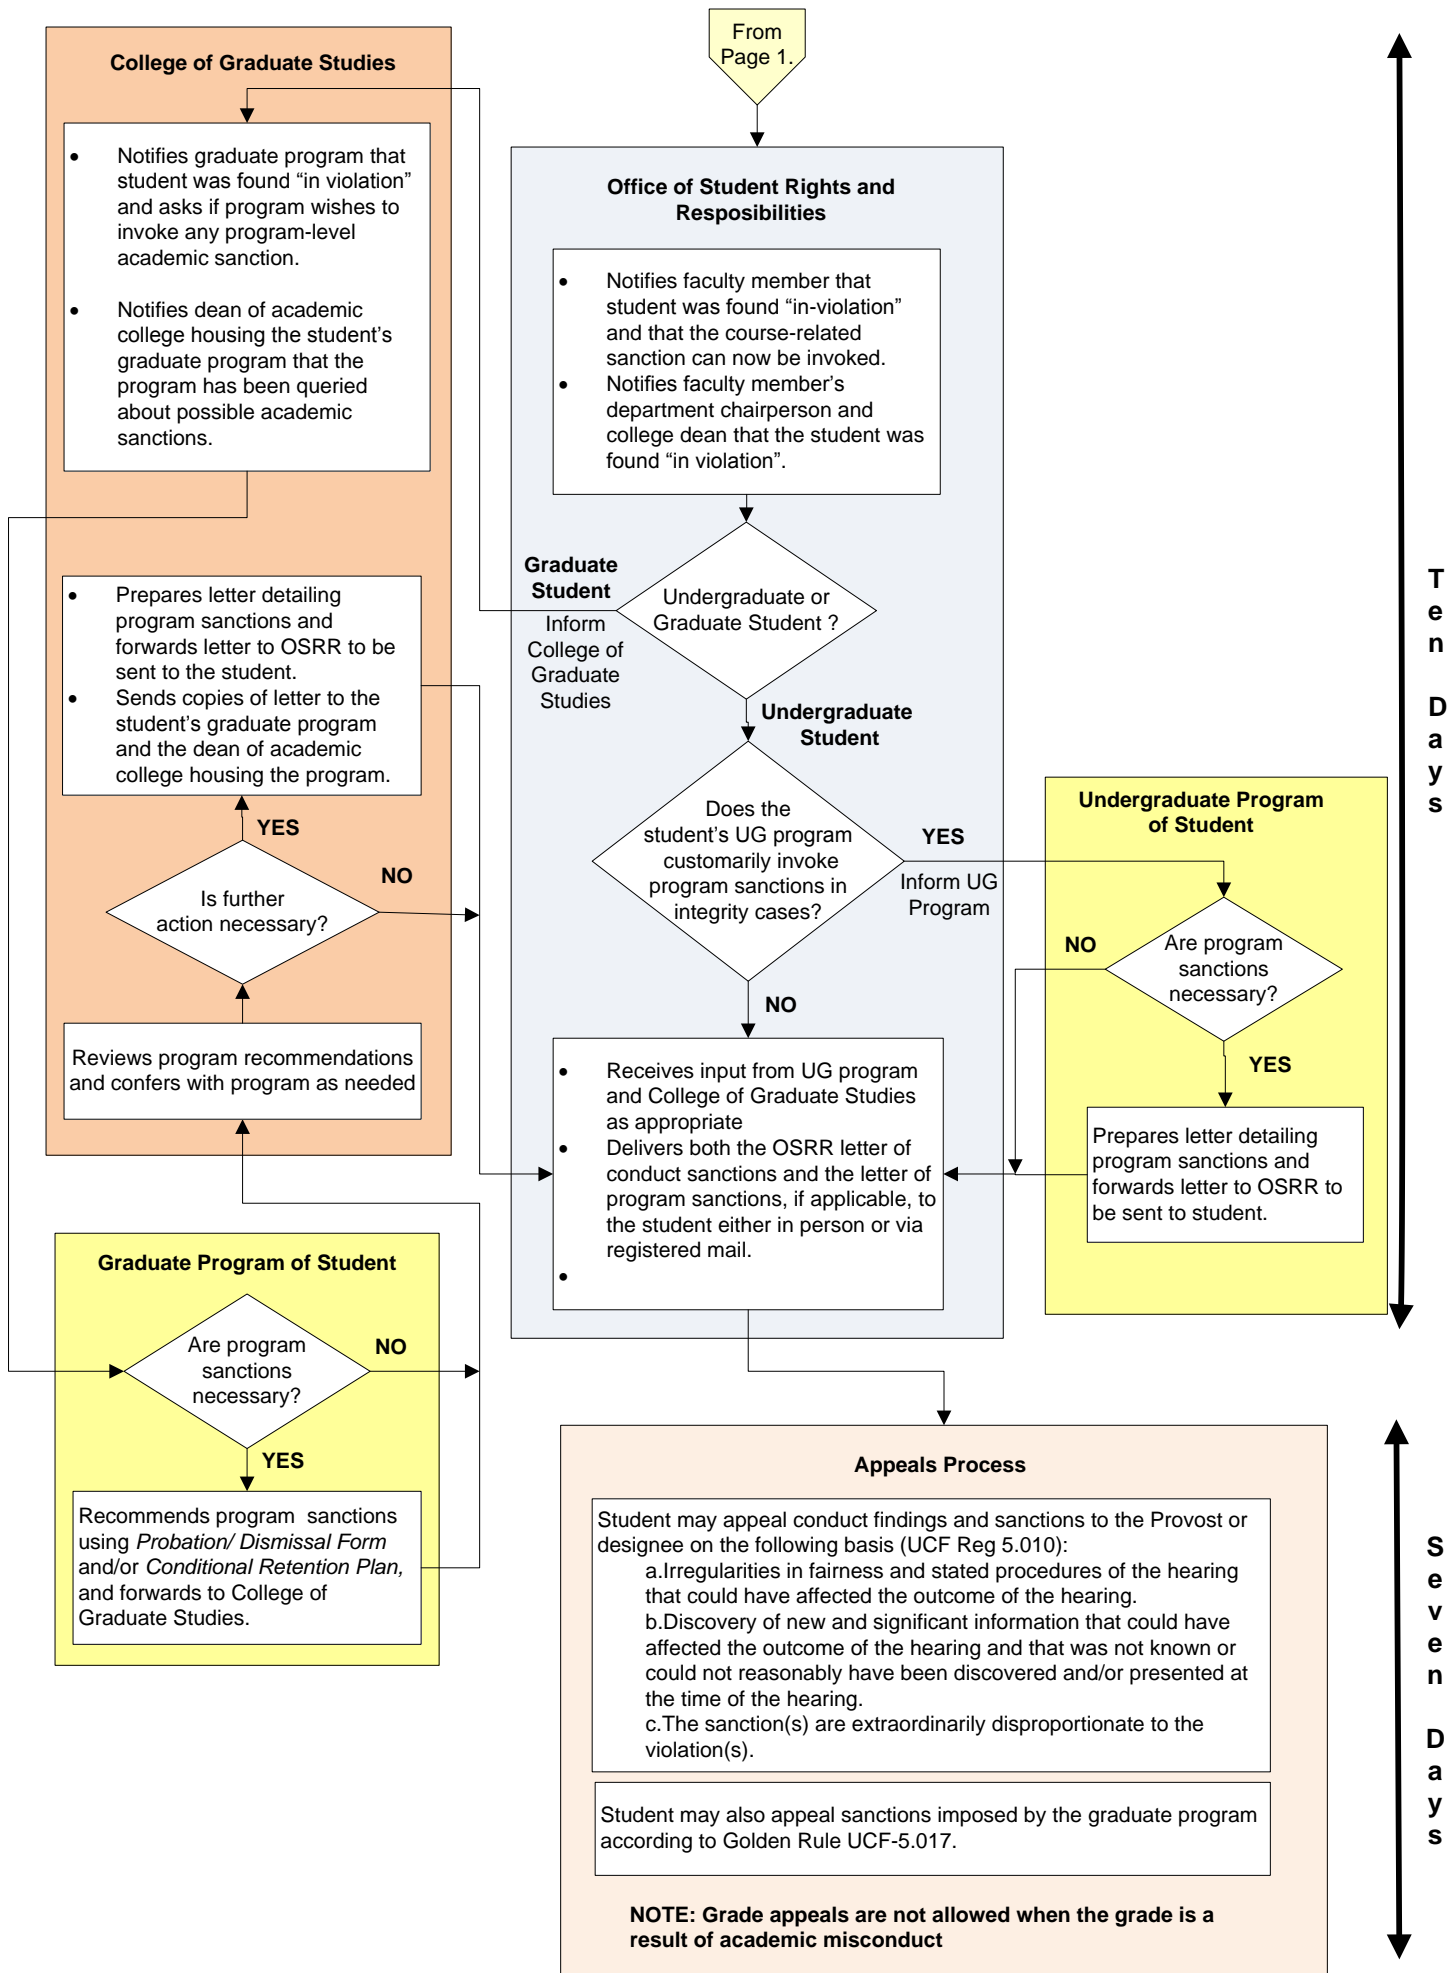 From
Page 1.
College of Graduate Studies
• Notifies graduate program that
student was found “in violation”
and asks if program wishes to
invoke any program-level
academic sanction.
• Notifies dean of academic
college housing the student’s
graduate program that the
program has been queried
about possible academic
sanctions.
• Prepares letter detailing
program sanctions and
forwards letter to OSRR to be
sent to the student.
• Sends copies of letter to the
student’s graduate program
and the dean of academic
college housing the program.
YES
NO
Is further
action necessary?
Reviews program recommendations
and confers with program as needed
Graduate Program of Student
Are program
sanctions
necessary?
NO
YES
Recommends program sanctions
using Probation/ Dismissal Form
and/or Conditional Retention Plan,
and forwards to College of
Graduate Studies.
Office of Student Rights and
Resposibilities
• Notifies faculty member that
student was found “in-violation”
and that the course-related
sanction can now be invoked.
• Notifies faculty member’s
department chairperson and
college dean that the student was
found “in violation”.
Graduate
Student
Inform
College of
Graduate
Studies
Undergraduate or
Graduate Student ?
Undergraduate
Student
Does the
student’s UG program
customarily invoke
program sanctions in
integrity cases?
YES
Inform UG
Program
NO
• Receives input from UG program
and College of Graduate Studies
as appropriate
• Delivers both the OSRR letter of
conduct sanctions and the letter of
program sanctions, if applicable, to
the student either in person or via
registered mail.
•
Undergraduate Program
of Student
NO
Are program
sanctions
necessary?
YES
Prepares letter detailing
program sanctions and
forwards letter to OSRR to
be sent to student.
Appeals Process
Student may appeal conduct findings and sanctions to the Provost or
designee on the following basis (UCF Reg 5.010):
a.Irregularities in fairness and stated procedures of the hearing
that could have affected the outcome of the hearing.
b.Discovery of new and significant information that could have
affected the outcome of the hearing and that was not known or
could not reasonably have been discovered and/or presented at
the time of the hearing.
c.The sanction(s) are extraordinarily disproportionate to the
violation(s).
Student may also appeal sanctions imposed by the graduate program
according to Golden Rule UCF-5.017.
NOTE: Grade appeals are not allowed when the grade is a
result of academic misconduct
Ten Days
Seven Days